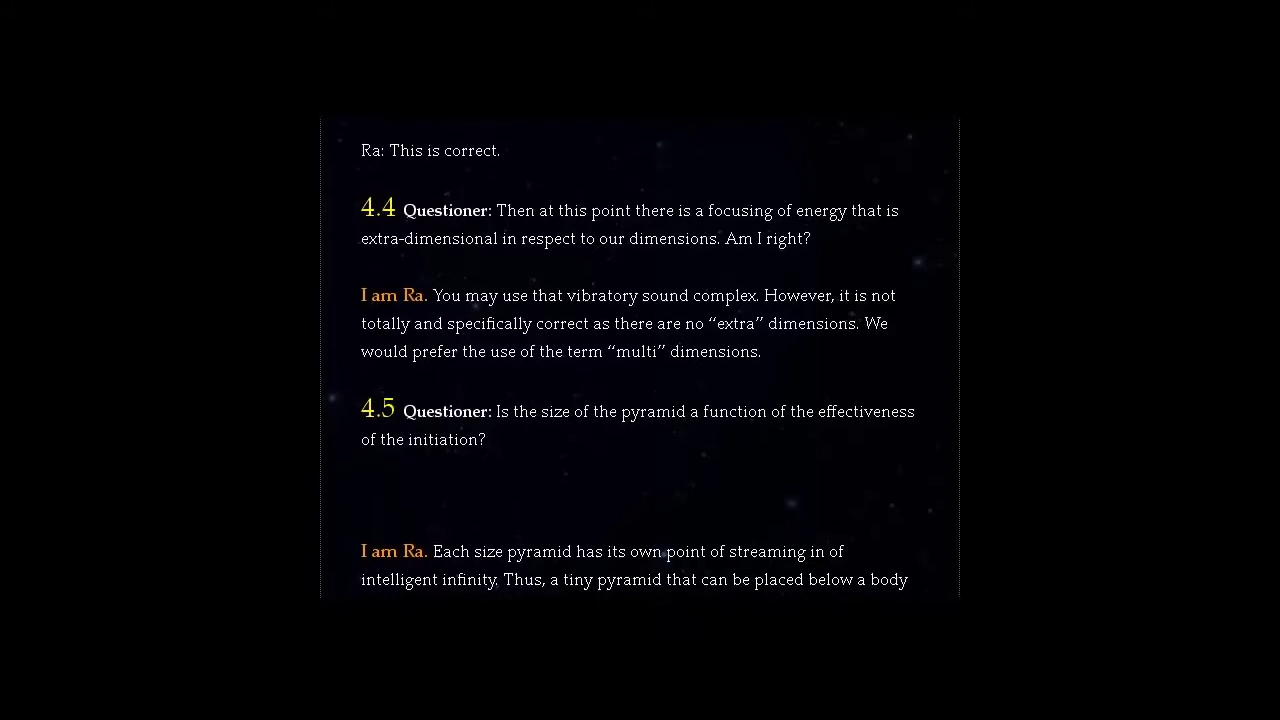 Ra: This is correct.
4.4 Questioner: Then at this point there is a focusing of energy that is
extra-dimensional in respect to our dimensions. Am I right?
I am Ra. You may use that vibratory sound complex. However, it is not
totally and specifically correct as there are no “extra” dimensions. We
would prefer the use of the term “multi” dimensions.
4.5 Questioner: Is the size of the pyramid a function of the effectiveness
of the initiation?
I am Ra. Each size pyramid has its own point of streaming in of
intelligent infinity. Thus, a tiny pyramid that can be placed below a body